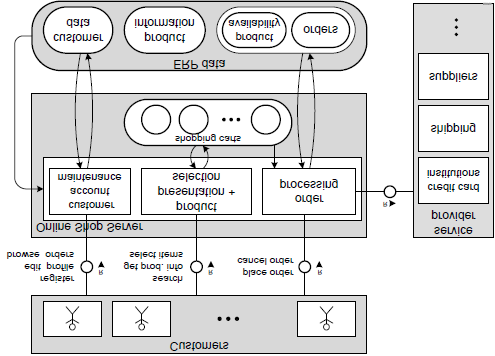 Customers
register
edit profile
browse orders
R
search
get prod. info
select items
R
place order
cancel order
R
Online Shop Server
customer
account
maintenance
product
presentation +
selection
order
processing
shopping carts
R
service
provider
credit card
institutions
shipping
suppliers
ERP data
customer
data
product
information
product
availability
orders